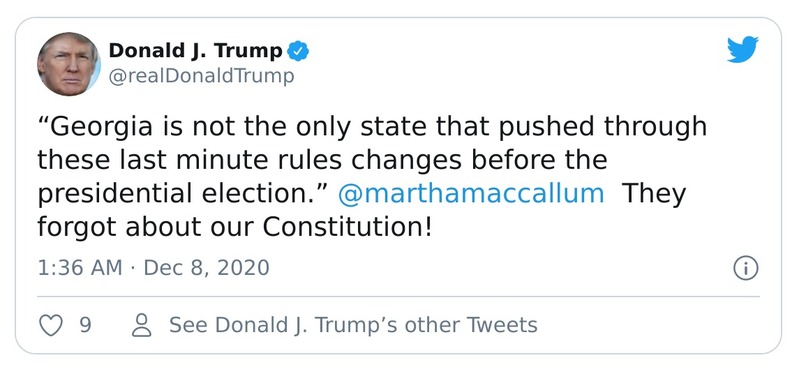 Donald J. Trump
@realDonaldTrump
“Georgia is not the only state that pushed through
these last minute rules changes before the
presidential election.” @marthamaccallum  They
forgot about our Constitution!
1:36 AM · Dec 8, 2020
9 See Donald J. Trump’s other Tweets